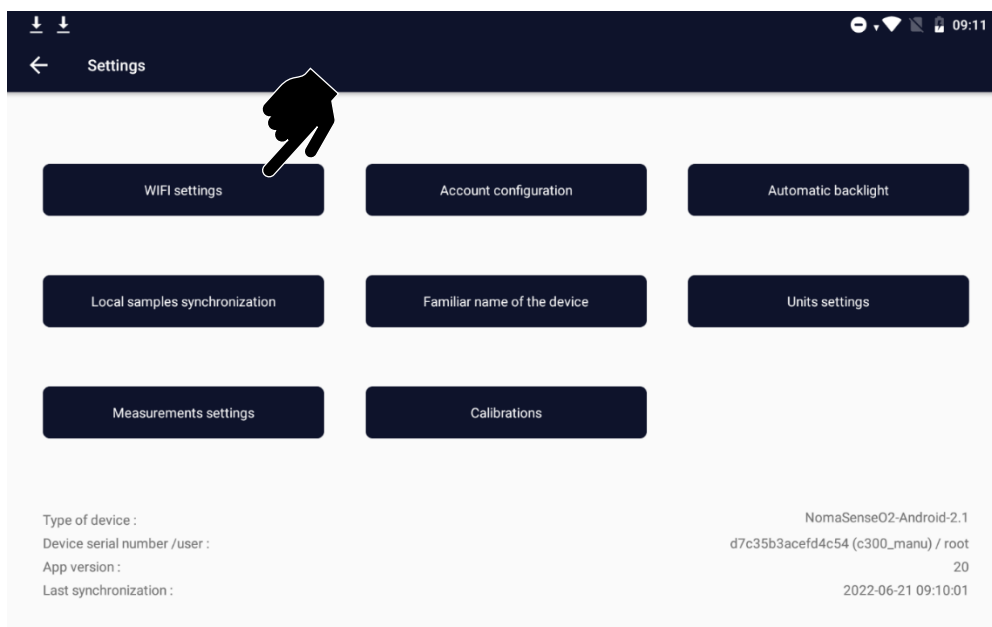 09:11
Settings
WIFI settings
Account configuration
Automatic backlight
Local samples synchronization
Familiar name of the device
Units settings
Measurements settings
Calibrations
Type of device : NomaSenseO2-Android-2.1
Device serial number /user : d7c35b3acefd4c54 (c300_manu) / root
App version : 20
Last synchronization : 2022-06-21 09:10:01